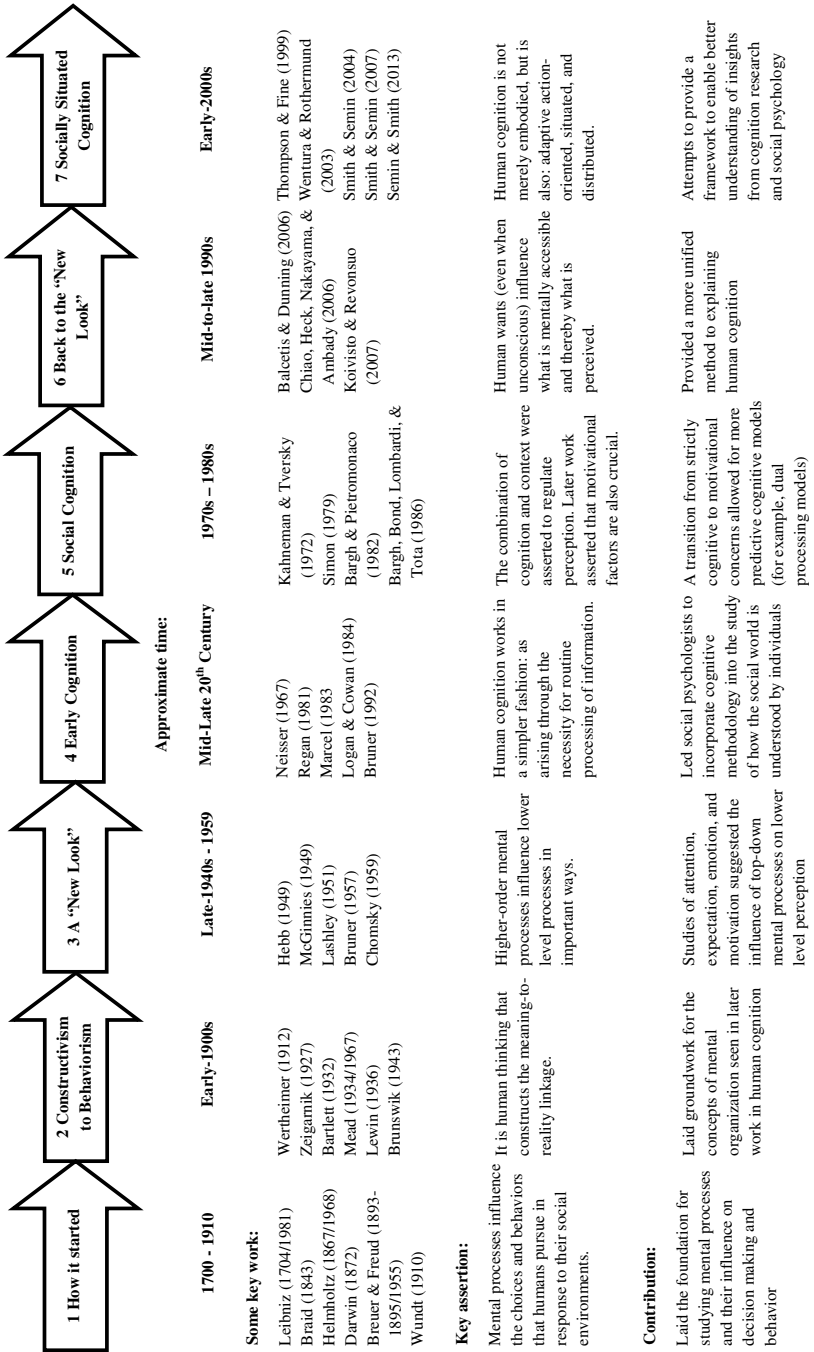 1 How it started
2 Constructivism
to Behaviorism
3 A “New Look”
4 Early Cognition
5 Social Cognition
6 Back to the “New
Look”
7 Socially Situated
Cognition
Approximate time:
1700 - 1910
Early-1900s
Late-1940s - 1959
Mid-Late 20th Century
1970s – 1980s
Mid-to-late 1990s
Early-2000s
Some key work:
Leibniz (1704/1981)
Braid (1843)
Helmholtz (1867/1968)
Darwin (1872)
Breuer & Freud (1893-
1895/1955)
Wundt (1910)
Wertheimer (1912)
Zeigarnik (1927)
Bartlett (1932)
Mead (1934/1967)
Lewin (1936)
Brunswik (1943)
Hebb (1949)
McGinnies (1949)
Lashley (1951)
Bruner (1957)
Chomsky (1959)
Neisser (1967)
Regan (1981)
Marcel (1983
Logan & Cowan (1984)
Bruner (1992)
Kahneman & Tversky
(1972)
Simon (1979)
Bargh & Pietromonaco
(1982)
Bargh, Bond, Lombardi, &
Tota (1986)
Balcetis & Dunning (2006)
Chiao, Heck, Nakayama, &
Ambady (2006)
Koivisto & Revonsuo
(2007)
Thompson & Fine (1999)
Wentura & Rothermund
(2003)
Smith & Semin (2004)
Smith & Semin (2007)
Semin & Smith (2013)
Key assertion:
Mental processes influence
the choices and behaviors
that humans pursue in
response to their social
environments.
It is human thinking that
constructs the meaning-to-
reality linkage.
Higher-order mental
processes influence lower
level processes in
important ways.
Human cognition works in
a simpler fashion: as
arising through the
necessity for routine
processing of information.
The combination of
cognition and context were
asserted to regulate
perception. Later work
asserted that motivational
factors are also crucial.
Human wants (even when
unconscious) influence
what is mentally accessible
and thereby what is
perceived.
Human cognition is not
merely embodied, but is
also: adaptive action-
oriented, situated, and
distributed.
Contribution:
Laid the foundation for
studying mental processes
and their influence on
decision making and
behavior
Laid groundwork for the
concepts of mental
organization seen in later
work in human cognition
Studies of attention,
expectation, emotion, and
motivation suggested the
influence of top-down
mental processes on lower
level perception
Led social psychologists to
incorporate cognitive
methodology into the study
of how the social world is
understood by individuals
A transition from strictly
cognitive to motivational
concerns allowed for more
predictive cognitive models
(for example, dual
processing models)
Provided a more unified
method to explaining
human cognition
Attempts to provide a
framework to enable better
understanding of insights
from cognition research
and social psychology